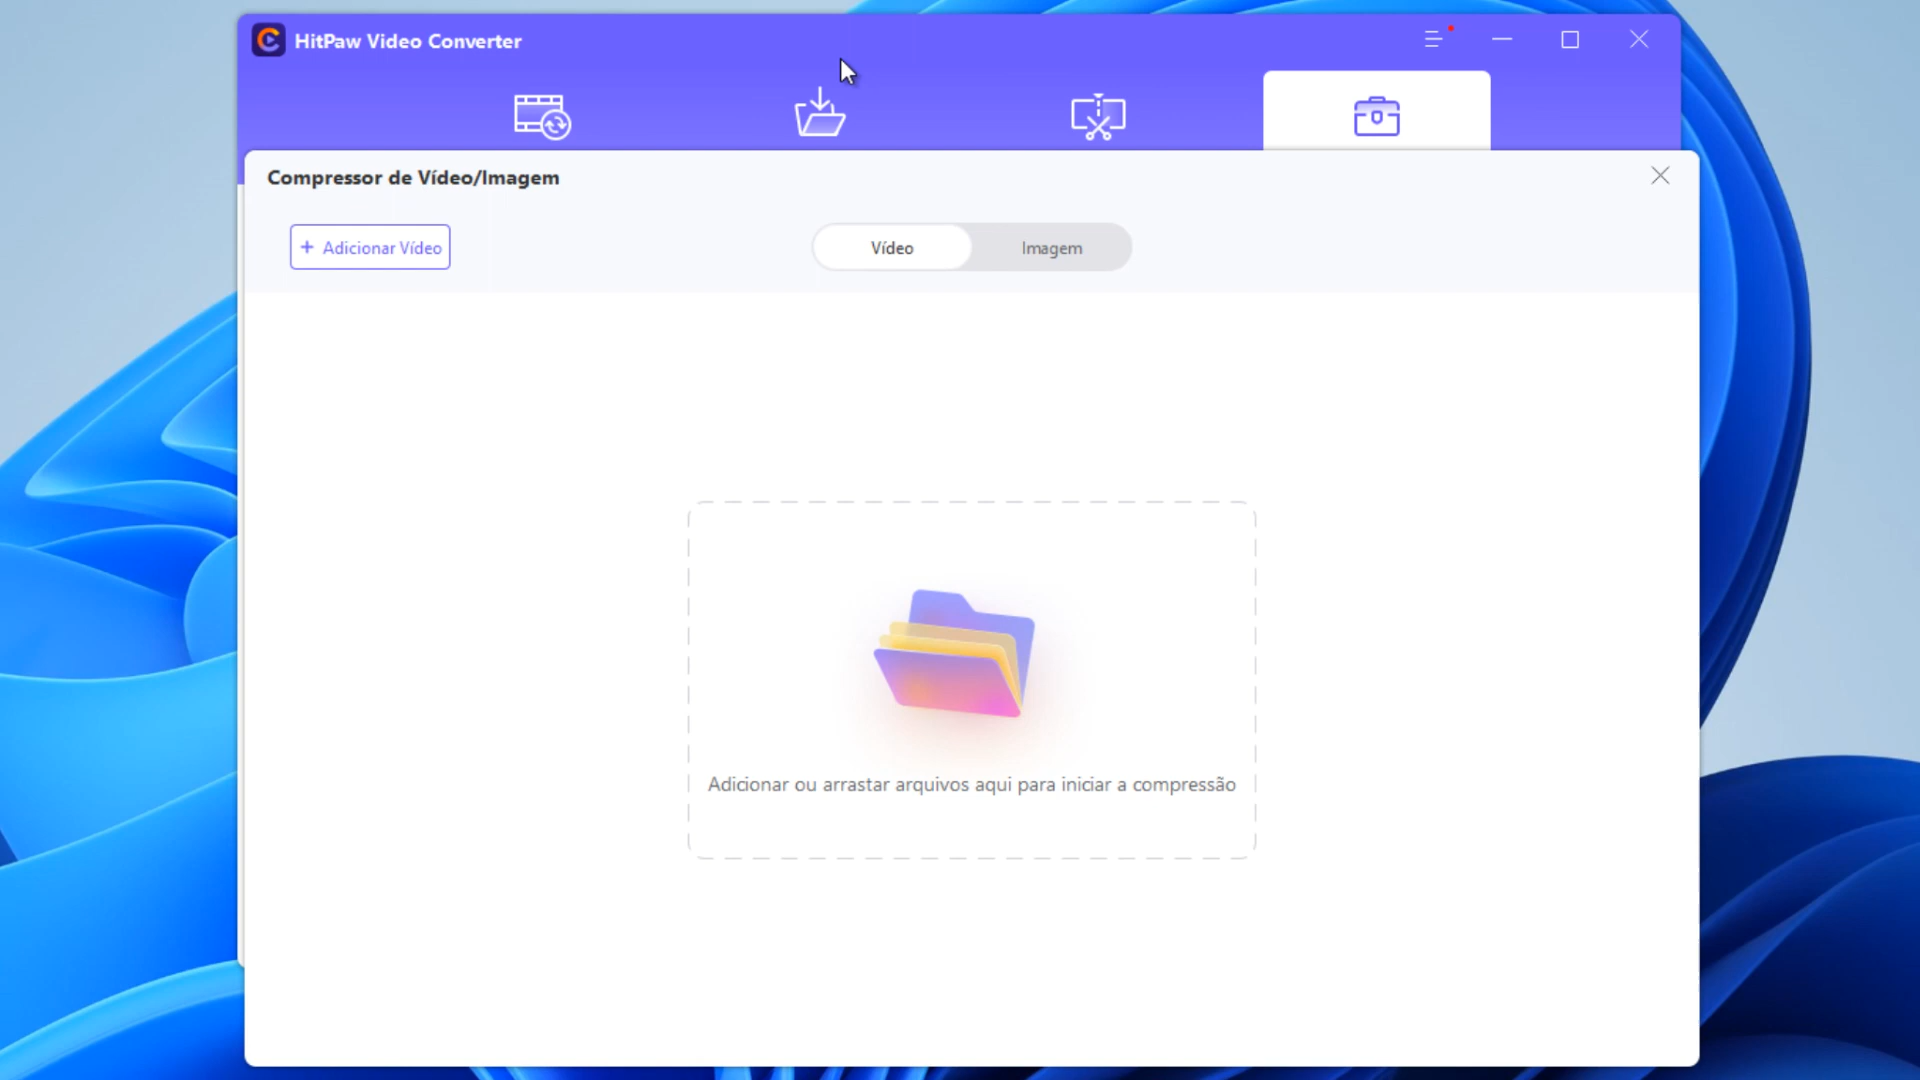 HitPaw Video Converter
Compressor de Vídeo/Imagem
+ Adicionar Vídeo
Vídeo
Imagem
Adicionar ou arrastar arquivos aqui para iniciar a compressão